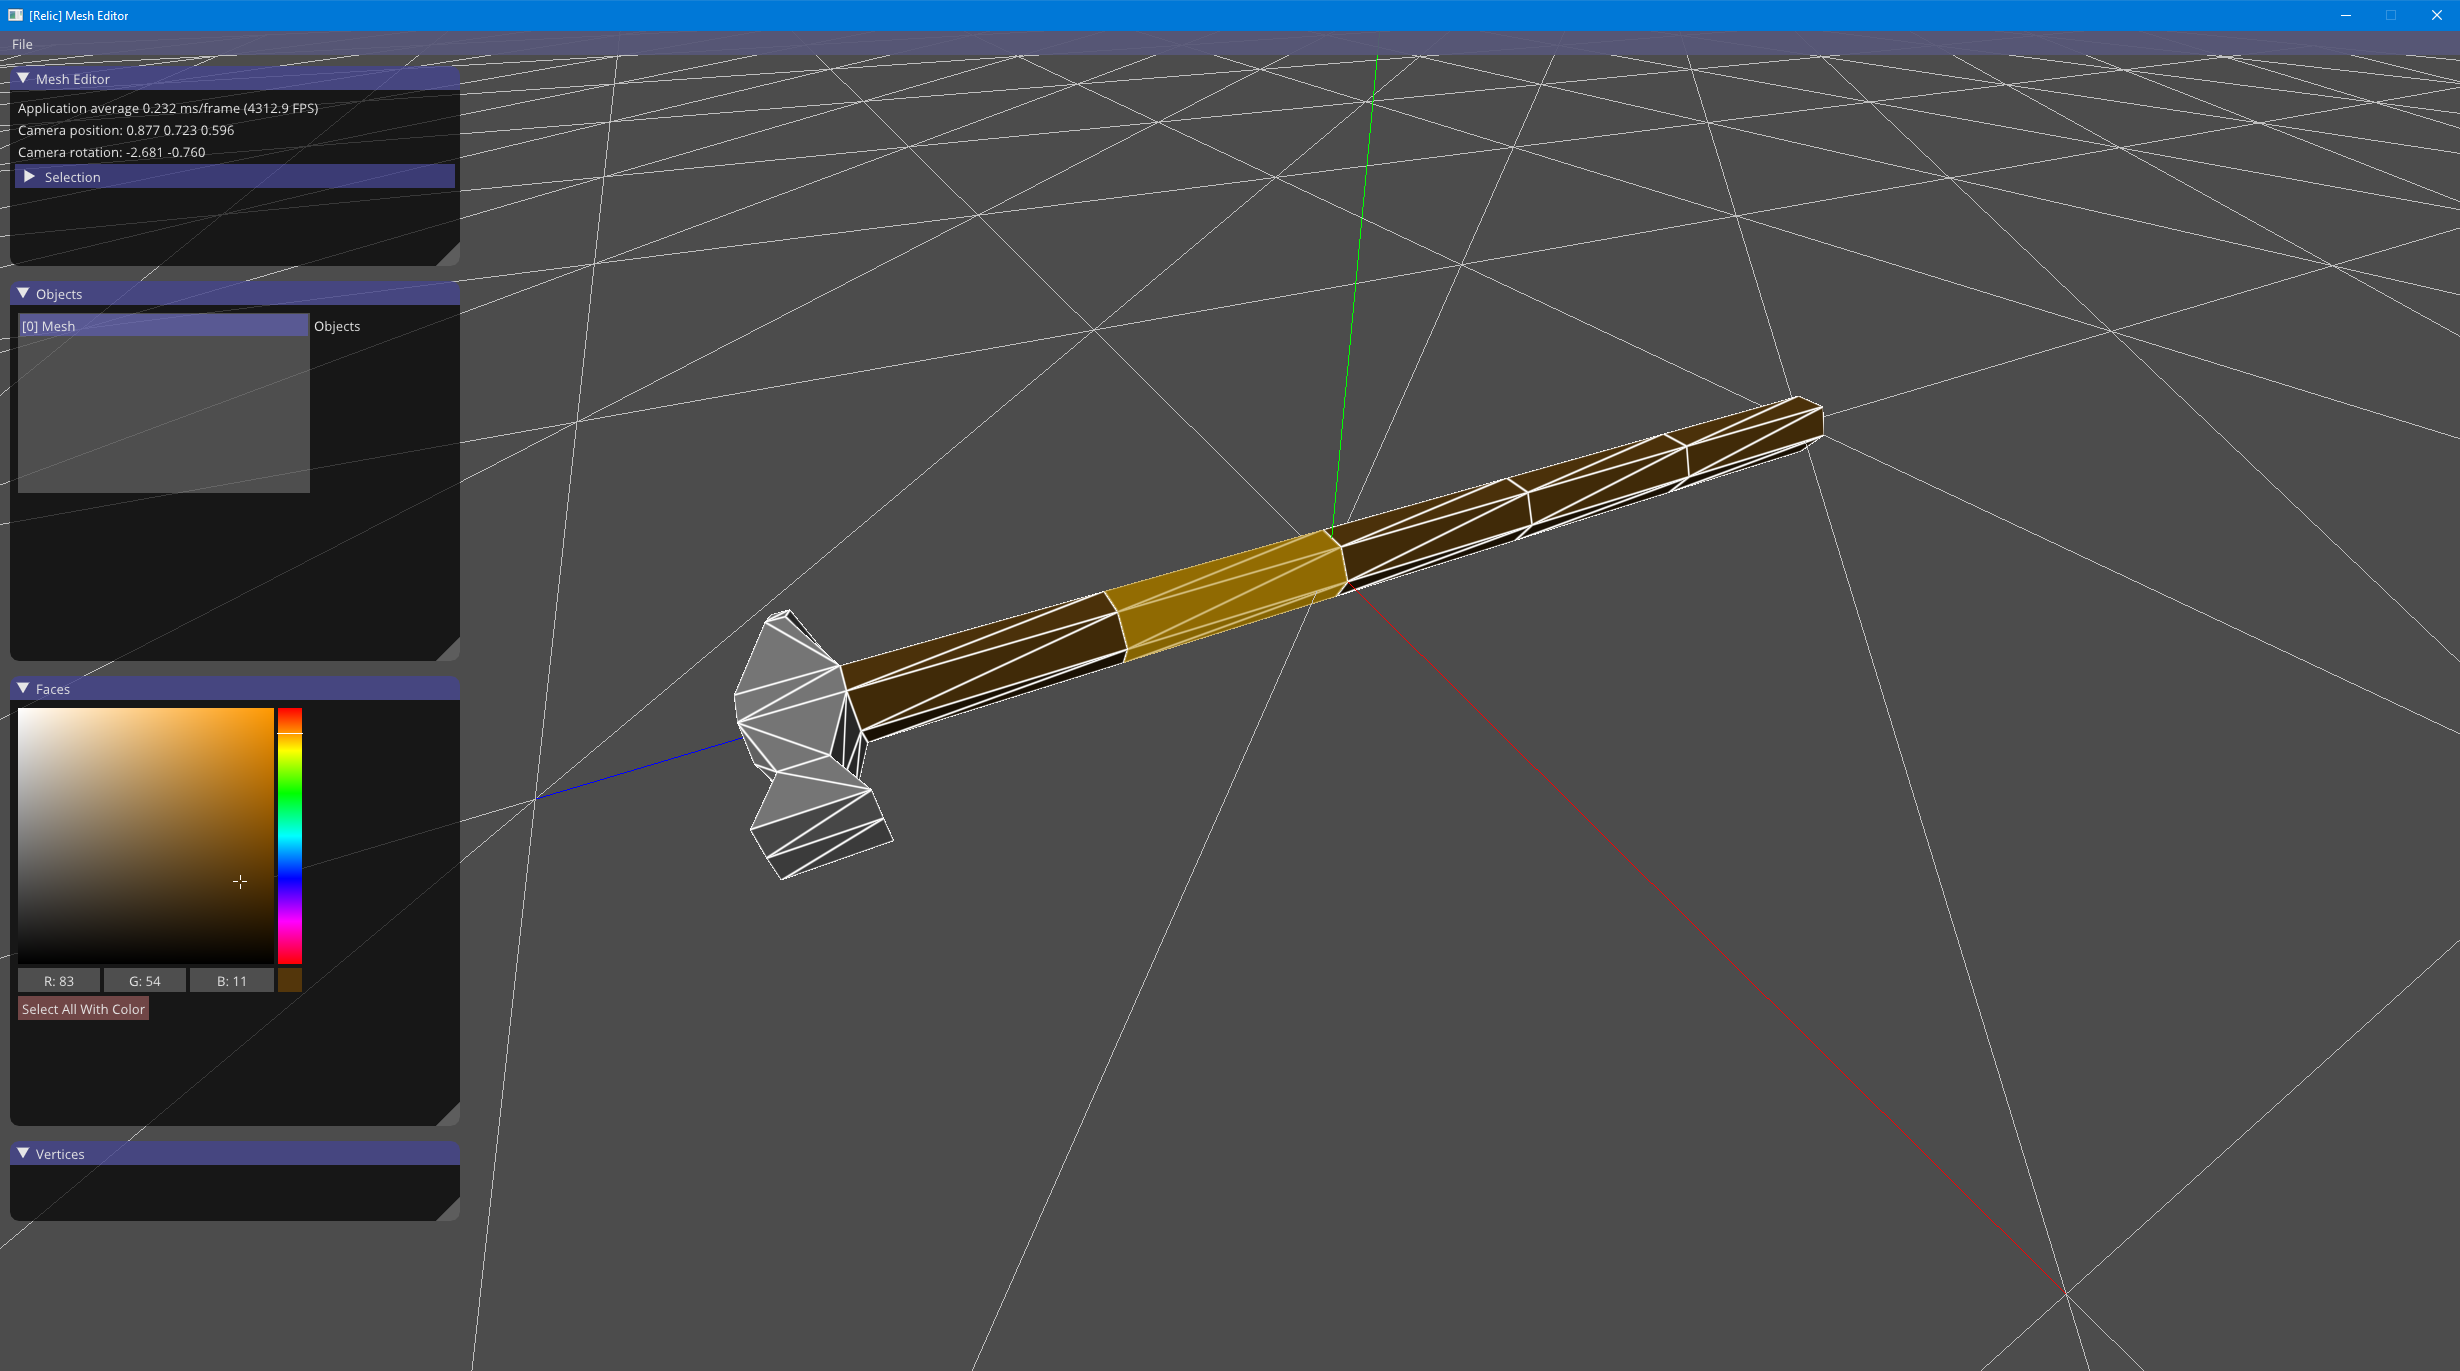 [Relic] Mesh Editor
File
Mesh Editor
Application average 0.232 ms/frame (4312.9 FPS)
Camera position: 0.877 0.723 0.596
Camera rotation: -2.681 -0.760
Selection
Objects
[0] Mesh Objects
Faces
R: 83 G: 54 B: 11
Select All With Color
Vertices